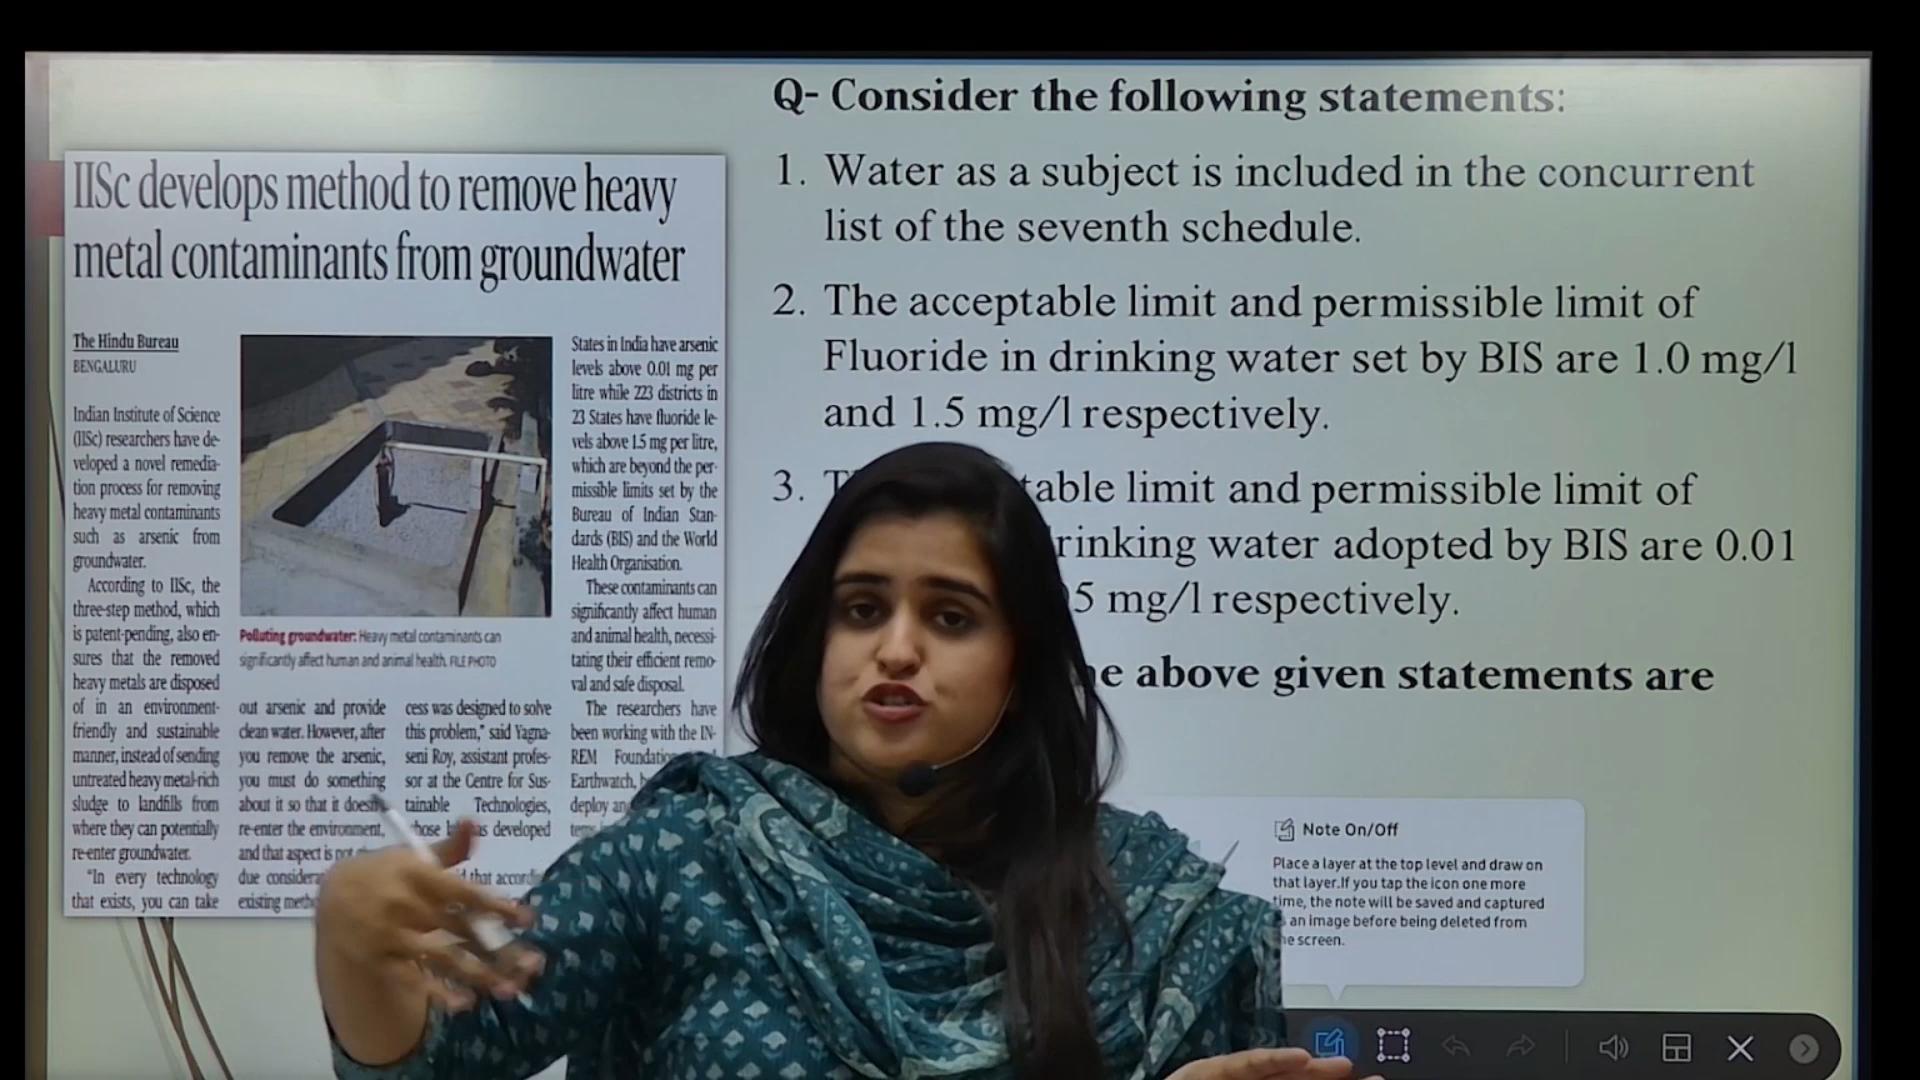 IISc develops method to remove heavy
metal contaminants from groundwater
The Hindu Bureau
BENGALURU
Indian Institute of Science
(IISc) researchers have de-
veloped a novel remedia-
tion process for removing
heavy metal contaminants
such as arsenic from
groundwater.
According to IISc, the
three-step method, which
is patent-pending, also en-
sures that the removed
heavy metals are disposed
of in an environment-
friendly and sustainable
manner, instead of sending
untreated heavy metal-rich
sludge to landfills from
where they can potentially
re-enter groundwater.
"In every technology
that exists, you can take
Polluting groundwater: Heavy metal contaminants can
significantly affect human and animal health. FILE PHOTO
out arsenic and provide
clean water. However, after
you remove the arsenic,
you must do something
about it so that it doesn't
re-enter the environment,
and that aspect is
due
existing
cess was designed to solve
this problem," said Yagna-
seni Roy, assistant profes-
sor at the Centre for Sus-
tainable Technologies,
developed
that
States in India have arsenic
levels above 0.01 mg per
litre while 223 districts in
23 States have fluoride le-
vels above 1.5 mg per litre,
which are beyond the per-
missible limits set by the
Bureau of Indian Stan-
dards (BIS) and the World
Health Organisation.
These contaminants can
significantly affect human
and animal health, necessi-
tating their efficient remo-
val and safe disposal.
The researchers have
been working with the IN-
REM
Earthwatch,
deploy
Q- Consider the following statements:
1. Water as a subject is included in the concurrent
list of the seventh schedule.
2. The acceptable limit and permissible limit of
Fluoride in drinking water set by BIS are 1.0 mg/l
and 1.5 mg/l respectively.
3. table limit and permissible limit of
rinking water adopted by BIS are 0.01
5 mg/l respectively.
above given statements are
Note On/Off
Place a layer at the top level and draw on
that layer.If you tap the icon one more
time, the note will be saved and captured
an image before being deleted from
screen.